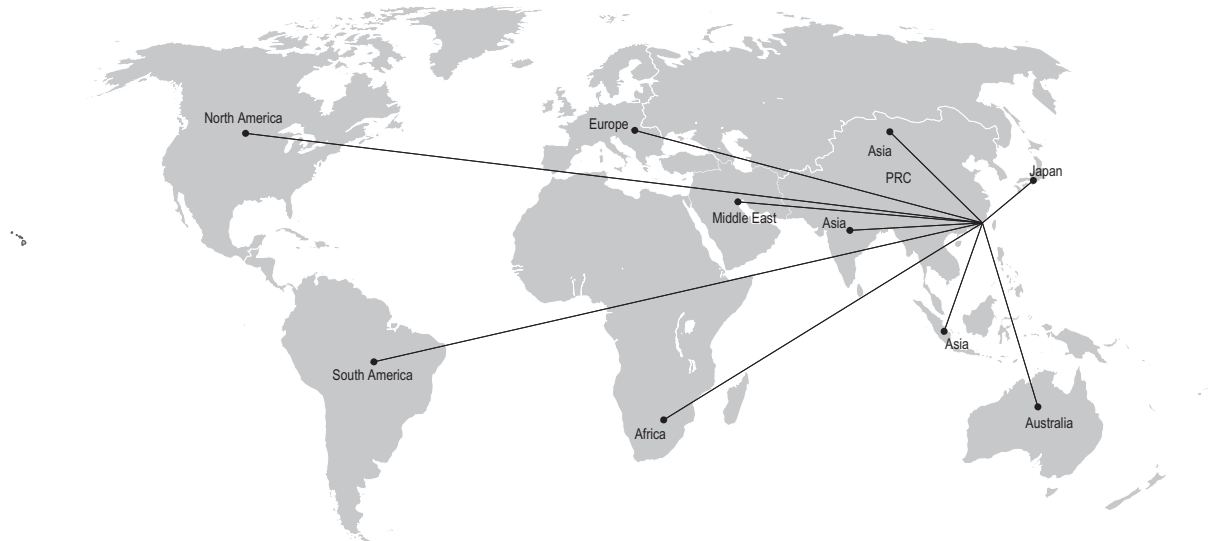 North America
Europe
Asia
Japan
PRC
Middle East
Asia
Asia
South America
Australia
Africa